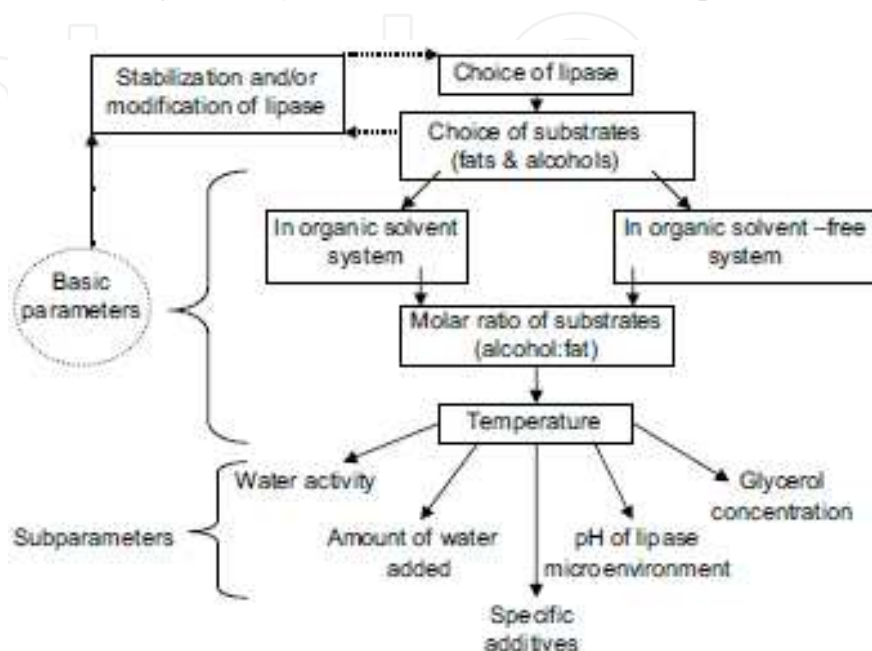 Stabilization and/or
modification of lipase
Choice of lipase
Choice of substrates
(fats & alcohols)
In organic solvent
system
In organic solvent –free
system
Basic
parameters
Molar ratio of substrates
(alcohol:fat)
Temperature
Water activity
Glycerol
concentration
Subparameters
Amount of water
added
pH of lipase
microenvironment
Specific
additives